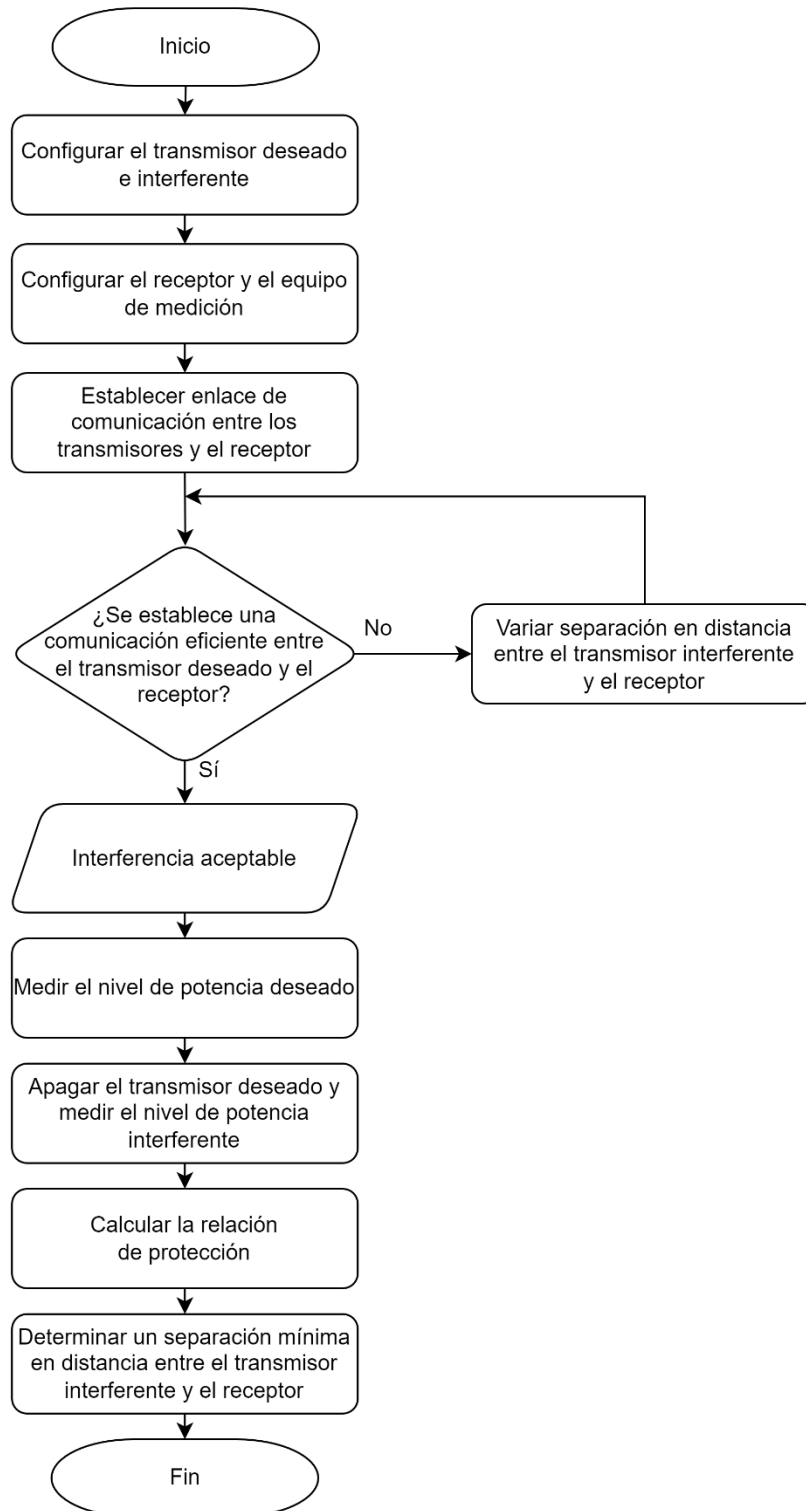 Inicio
Configurar el transmisor deseado
e interferente
Configurar el receptor y el equipo
de medición
Establecer enlace de
comunicación entre los
transmisores y el receptor
¿Se establece una
comunicación eficiente entre
el transmisor deseado y el
receptor?
No
Variar separación en distancia
entre el transmisor interferente
y el receptor
Sí
Interferencia aceptable
Medir el nivel de potencia deseado
Apagar el transmisor deseado y
medir el nivel de potencia
interferente
Calcular la relación
de protección
Determinar un separación mínima
en distancia entre el transmisor
interferente y el receptor
Fin